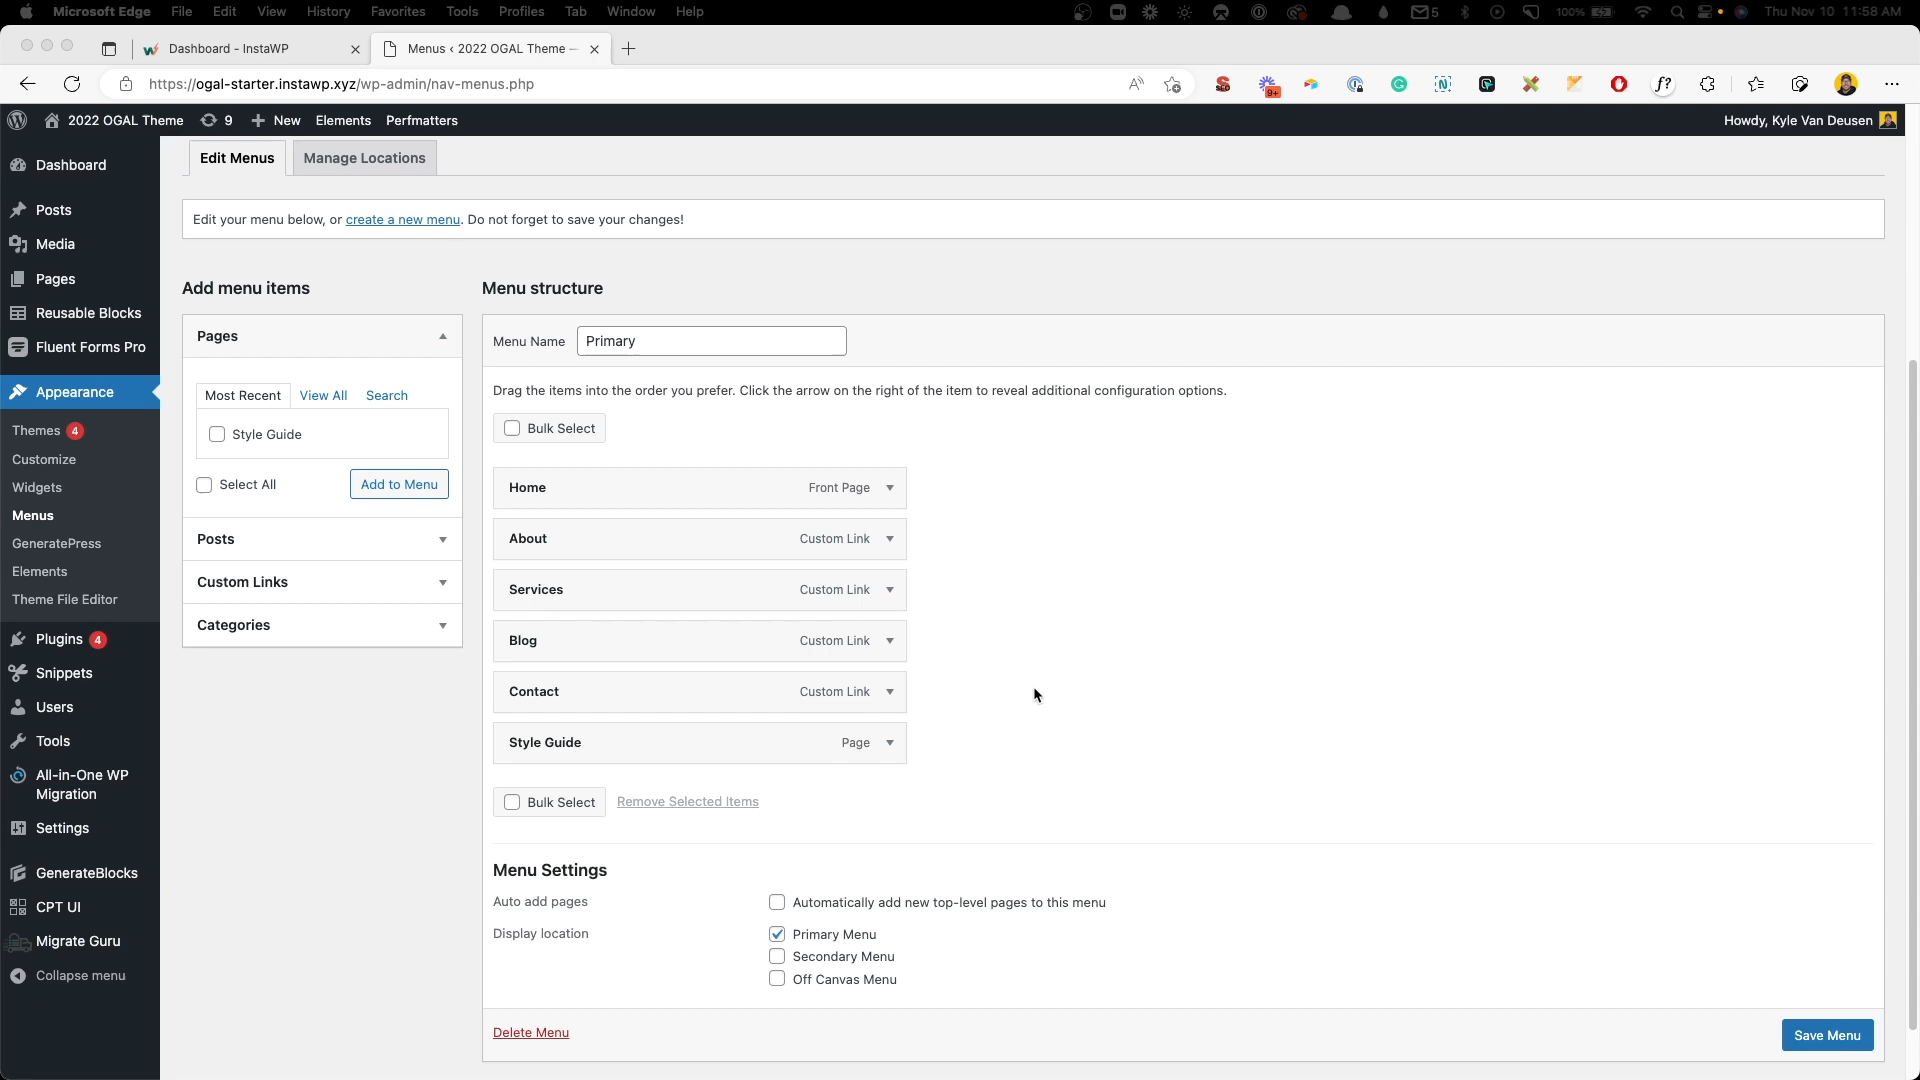 Microsoft Edge File Edit View History Favorites Tools Profiles Tab Window Help 5 100% Thu Nov 10 11:58 AM
Dashboard - InstaWP Menus ‹ 2022 OGAL Theme —
https://ogal-starter.instawp.xyz/wp-admin/nav-menus.php
9+
2022 OGAL Theme 9 New Elements Perfmatters Howdy, Kyle Van Deusen
Dashboard
Posts
Media
Pages
Reusable Blocks
Fluent Forms Pro
Appearance
Themes 4
Customize
Widgets
Menus
GeneratePress
Elements
Theme File Editor
Plugins 4
Snippets
Users
Tools
All-in-One WP
Migration
Settings
GenerateBlocks
CPT UI
Migrate Guru
Collapse menu
Edit Menus Manage Locations
Edit your menu below, or create a new menu. Do not forget to save your changes!
Add menu items
Pages
Most Recent View All Search
Style Guide
Select All Add to Menu
Posts
Custom Links
Categories
Menu structure
Menu Name Primary
Drag the items into the order you prefer. Click the arrow on the right of the item to reveal additional configuration options.
Bulk Select
Home Front Page
About Custom Link
Services Custom Link
Blog Custom Link
Contact Custom Link
Style Guide Page
Bulk Select Remove Selected Items
Menu Settings
Auto add pages Automatically add new top-level pages to this menu
Display location Primary Menu
Secondary Menu
Off Canvas Menu
Delete Menu Save Menu